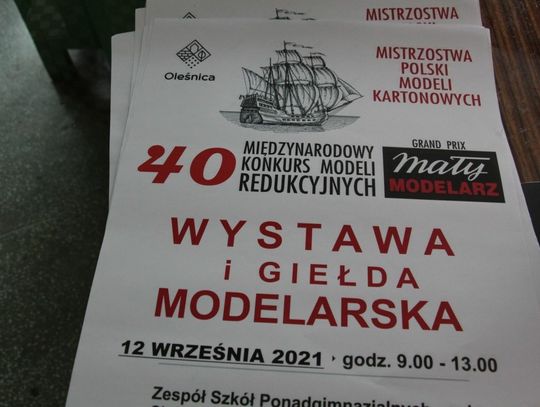 MISTRZOSTWA
Oleśnica
MISTRZOSTWA
POLSKI
MODELI
KARTONOWYCH
40 MIĘDZYNARODOWY
KONKURS MODELI
REDUKCYJNYCH
GRAND PRIX
mały
MODELARZ
WYSTAWA
i GIEŁDA
MODELARSKA
12 WRZEŚNIA 2021 · godz. 9.00 - 13.00
Zespół Szkół Ponadgimnazjalnych